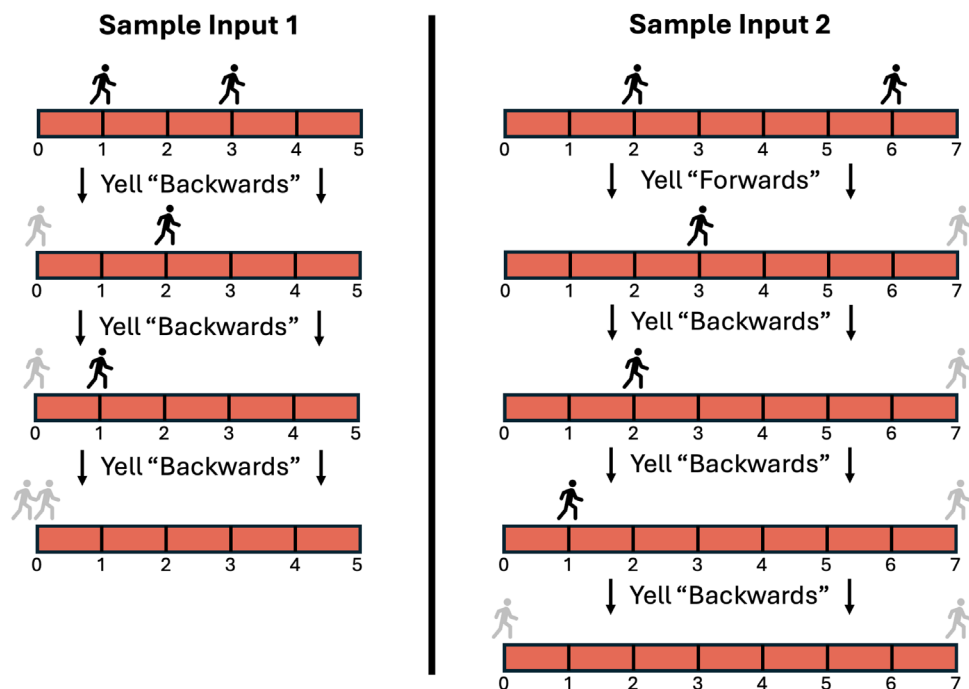 Sample Input 1
0 1 2 3 4 5
Yell “Backwards”
0 1 2 3 4 5
Yell “Backwards”
0 1 2 3 4 5
Yell “Backwards”
0 1 2 3 4 5
Sample Input 2
0 1 2 3 4 5 6 7
Yell “Forwards”
0 1 2 3 4 5 6 7
Yell “Backwards”
0 1 2 3 4 5 6 7
Yell “Backwards”
0 1 2 3 4 5 6 7
Yell “Backwards”
0 1 2 3 4 5 6 7